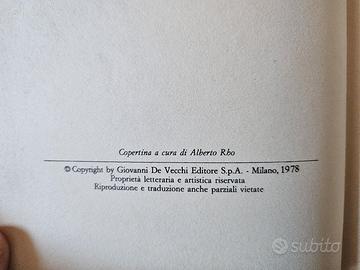 Copertina a cura di Alberto Rho
© Copyright by Giovanni De Vecchi Editore S.p.A. - Milano, 1978
Proprietà letteraria e artistica riservata
Riproduzione e traduzione anche parziali vietate
subito